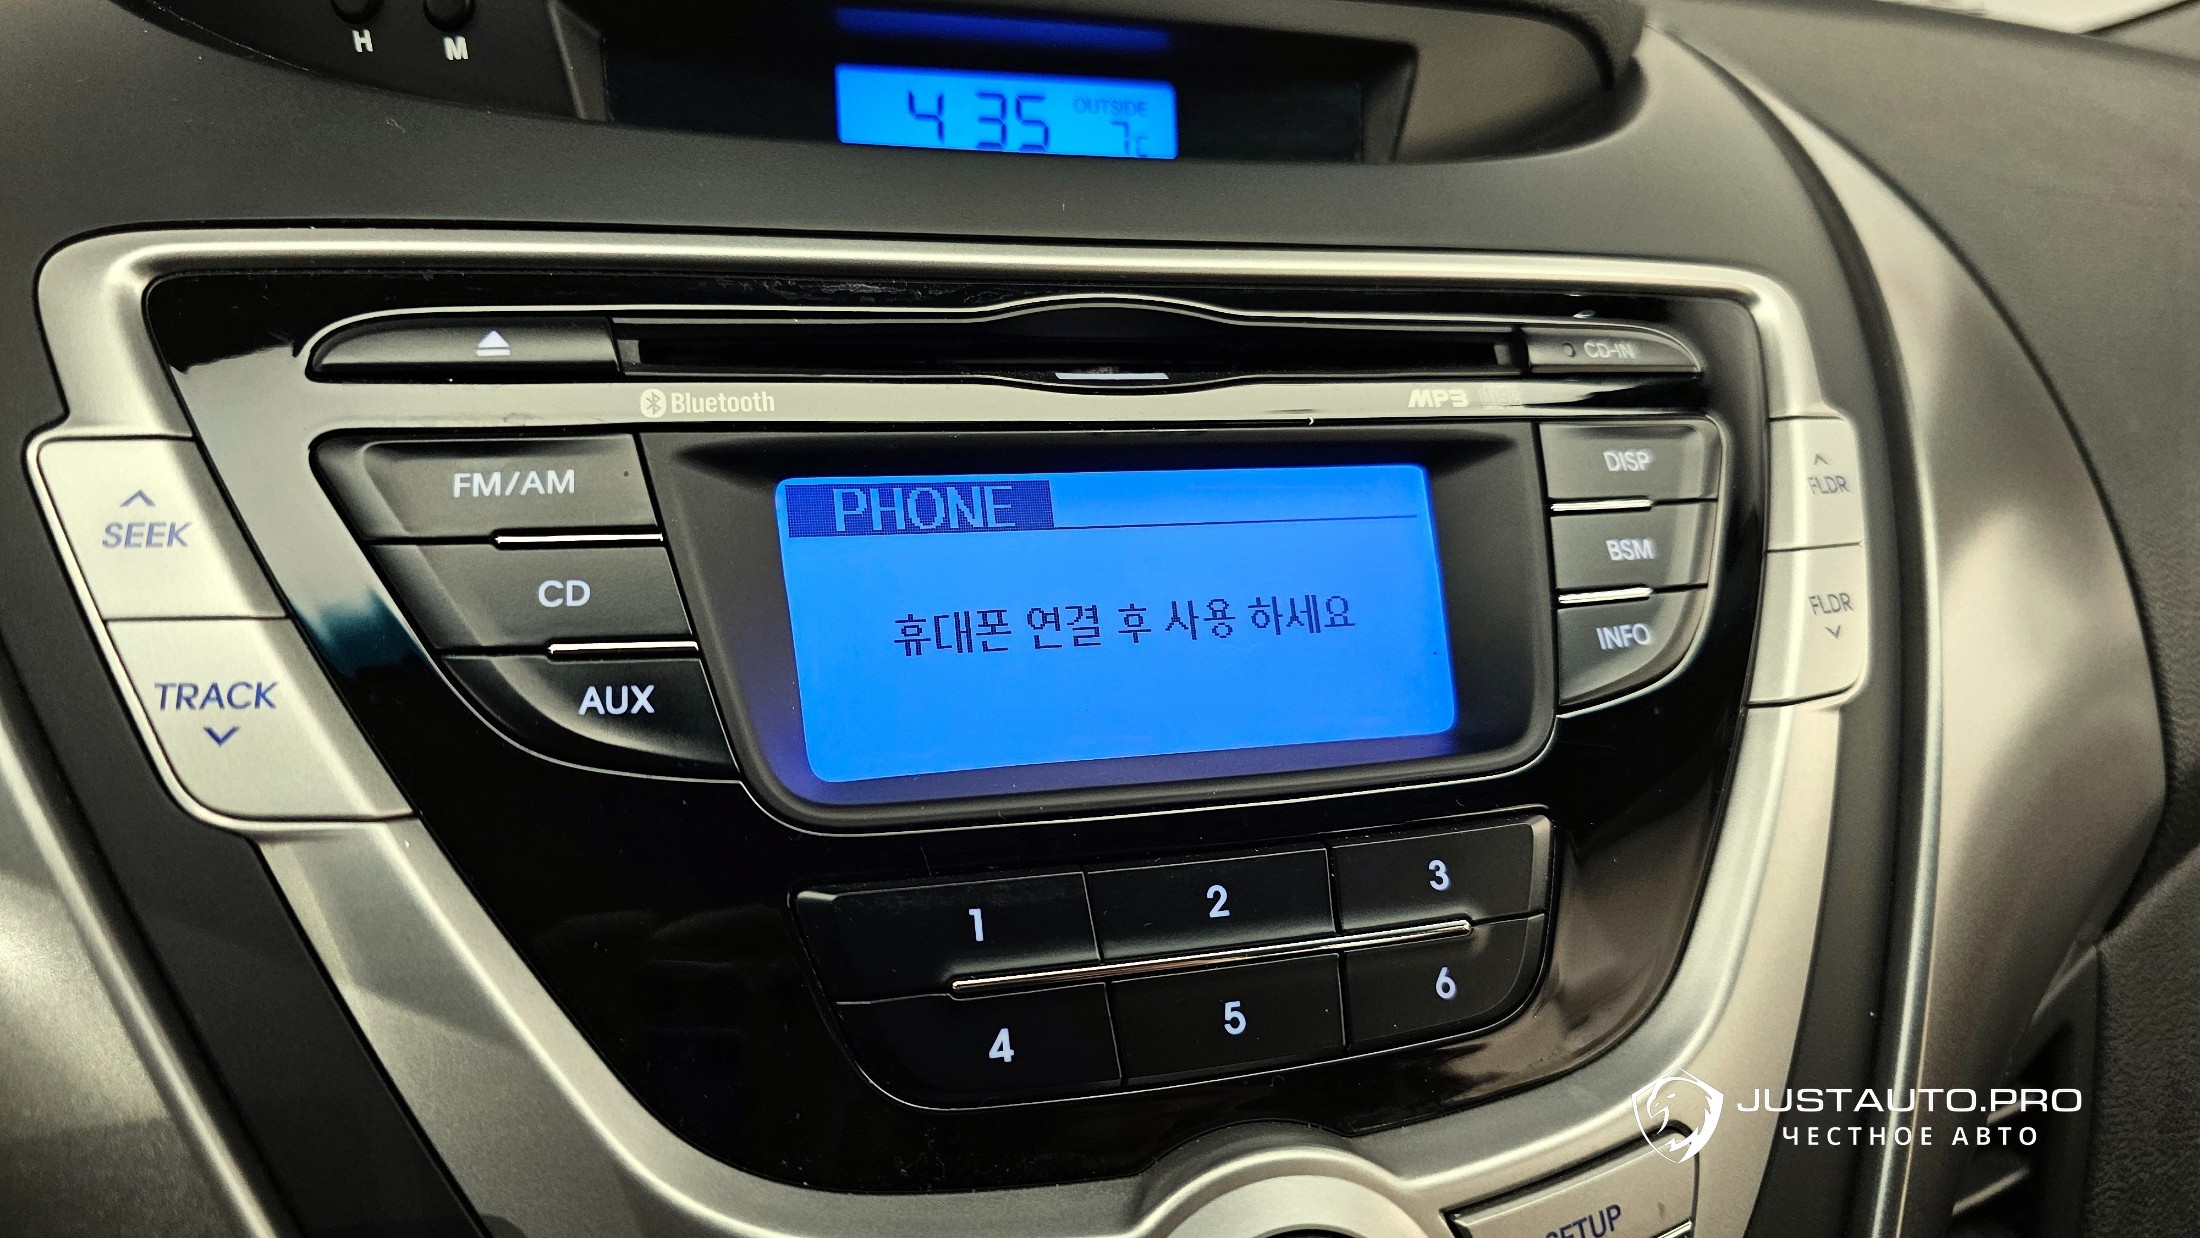 H M
4 35 OUTSIDE 7c
CD-IN
Bluetooth MP3
SEEK
TRACK
FM/AM
CD
AUX
PHONE
휴대폰 연결 후 사용 하세요
DISP
BSM
INFO
FLDR
FLDR
1 2 3
4 5 6
SETUP
JUSTAUTO.PRO
ЧЕСТНОЕ АВТО